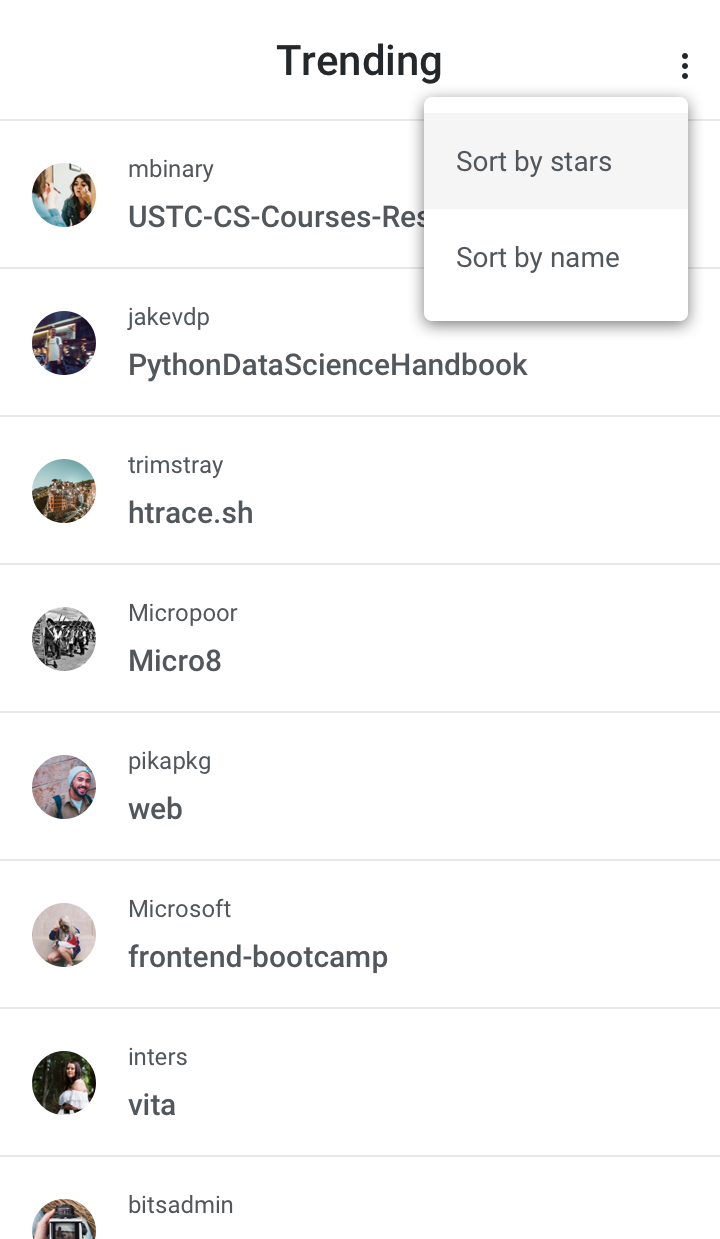 Trending
Sort by stars
Sort by name
mbinary
USTC-CS-Courses-Res
jakevdp
PythonDataScienceHandbook
trimstray
htrace.sh
Micropoor
Micro8
pikapkg
web
Microsoft
frontend-bootcamp
inters
vita
bitsadmin